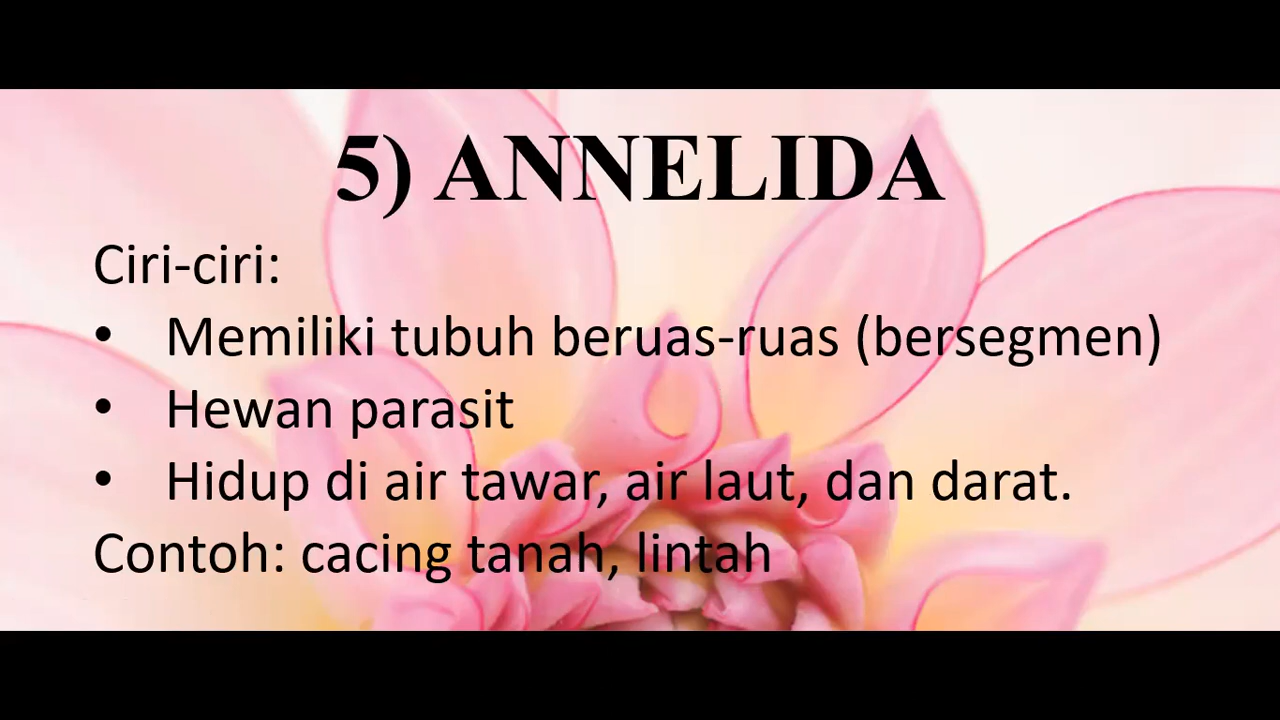 5) ANNELIDA
Ciri-ciri:
• Memiliki tubuh beruas-ruas (bersegmen)
• Hewan parasit
• Hidup di air tawar, air laut, dan darat.
Contoh: cacing tanah, lintah